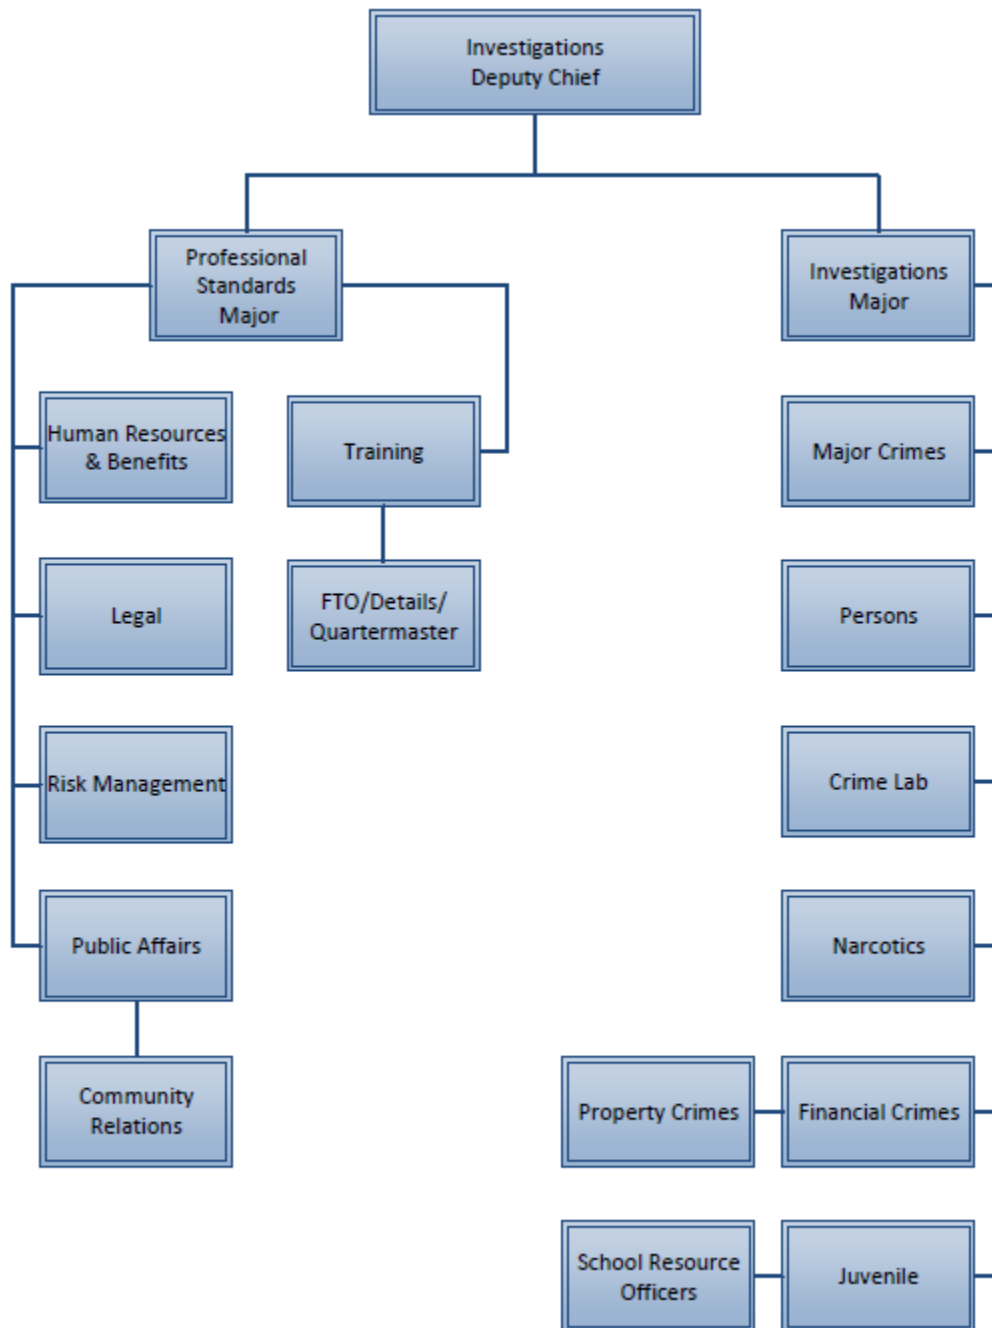 Investigations
Deputy Chief
Professional
Standards
Major
Investigations
Major
Human Resources
& Benefits
Training
Major Crimes
Legal
FTO/Details/
Quartermaster
Persons
Risk Management
Crime Lab
Public Affairs
Narcotics
Community
Relations
Property Crimes
Financial Crimes
School Resource
Officers
Juvenile